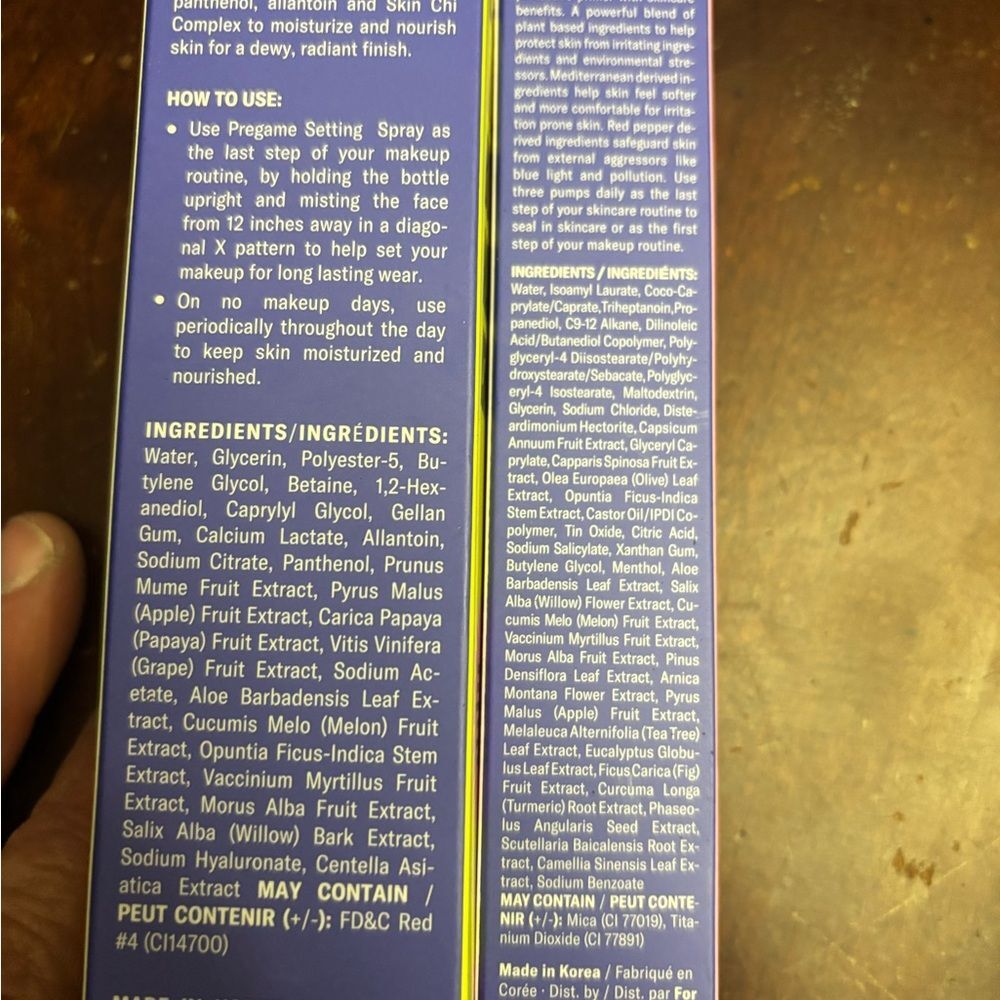 panthenol, allantoin and Skin Chi
Complex to moisturize and nourish
skin for a dewy, radiant finish.
HOW TO USE:
• Use Pregame Setting Spray as
the last step of your makeup
routine, by holding the bottle
upright and misting the face
from 12 inches away in a diago-
nal X pattern to help set your
makeup for long lasting wear.
• On no makeup days, use
periodically throughout the day
to keep skin moisturized and
nourished.
INGREDIENTS/INGRÉDIENTS:
Water, Glycerin, Polyester-5, Bu-
tylene Glycol, Betaine, 1,2-Hex-
anediol, Caprylyl Glycol, Gellan
Gum, Calcium Lactate, Allantoin,
Sodium Citrate, Panthenol, Prunus
Mume Fruit Extract, Pyrus Malus
(Apple) Fruit Extract, Carica Papaya
(Papaya) Fruit Extract, Vitis Vinifera
(Grape) Fruit Extract, Sodium Ac-
etate, Aloe Barbadensis Leaf Ex-
tract, Cucumis Melo (Melon) Fruit
Extract, Opuntia Ficus-Indica Stem
Extract, Vaccinium Myrtillus Fruit
Extract, Morus Alba Fruit Extract,
Salix Alba (Willow) Bark Extract,
Sodium Hyaluronate, Centella Asi-
atica Extract MAY CONTAIN /
PEUT CONTENIR (+/-): FD&C Red
#4 (CI14700)
benefits. A powerful blend of
plant based ingredients to help
protect skin from irritating ingre-
dients and environmental stre-
ssors. Mediterranean derived in-
gredients help skin feel softer
and more comfortable for irrita-
tion prone skin. Red pepper de-
rived ingredients safeguard skin
from external aggressors like
blue light and pollution. Use
three pumps daily as the last
step of your skincare routine to
seal in skincare or as the first
step of your makeup routine.
INGREDIENTS / INGREDIÉNTS:
Water, Isoamyl Laurate, Coco-Ca-
prylate/Caprate, Triheptanoin, Pro-
panediol, C9-12 Alkane, Dilinoleic
Acid/Butanediol Copolymer, Poly-
glyceryl-4 Diisostearate/Polyhy-
droxystearate/Sebacate, Polyglyc-
eryl-4 Isostearate, Maltodextrin,
Glycerin, Sodium Chloride, Diste-
ardimonium Hectorite, Capsicum
Annuum Fruit Extract, Glyceryl Ca-
prylate, Capparis Spinosa Fruit Ex-
tract, Olea Europaea (Olive) Leaf
Extract, Opuntia Ficus-Indica
Stem Extract, Castor Oil/IPDI Co-
polymer, Tin Oxide, Citric Acid,
Sodium Salicylate, Xanthan Gum,
Butylene Glycol, Menthol, Aloe
Barbadensis Leaf Extract, Salix
Alba (Willow) Flower Extract, Cu-
cumis Melo (Melon) Fruit Extract,
Vaccinium Myrtillus Fruit Extract,
Morus Alba Fruit Extract, Pinus
Densiflora Leaf Extract, Arnica
Montana Flower Extract, Pyrus
Malus (Apple) Fruit Extract,
Melaleuca Alternifolia (Tea Tree)
Leaf Extract, Eucalyptus Globu-
lus Leaf Extract, Ficus Carica (Fig)
Fruit Extract, Curcuma Longa
(Turmeric) Root Extract, Phaseo-
lus Angularis Seed Extract,
Scutellaria Baicalensis Root Ex-
tract, Camellia Sinensis Leaf Ex-
tract, Sodium Benzoate
MAY CONTAIN / PEUT CONTE-
NIR (+/-): Mica (CI 77019), Tita-
nium Dioxide (CI 77891)
Made in Korea / Fabriqué en
Corée · Dist. by / Dist. par For